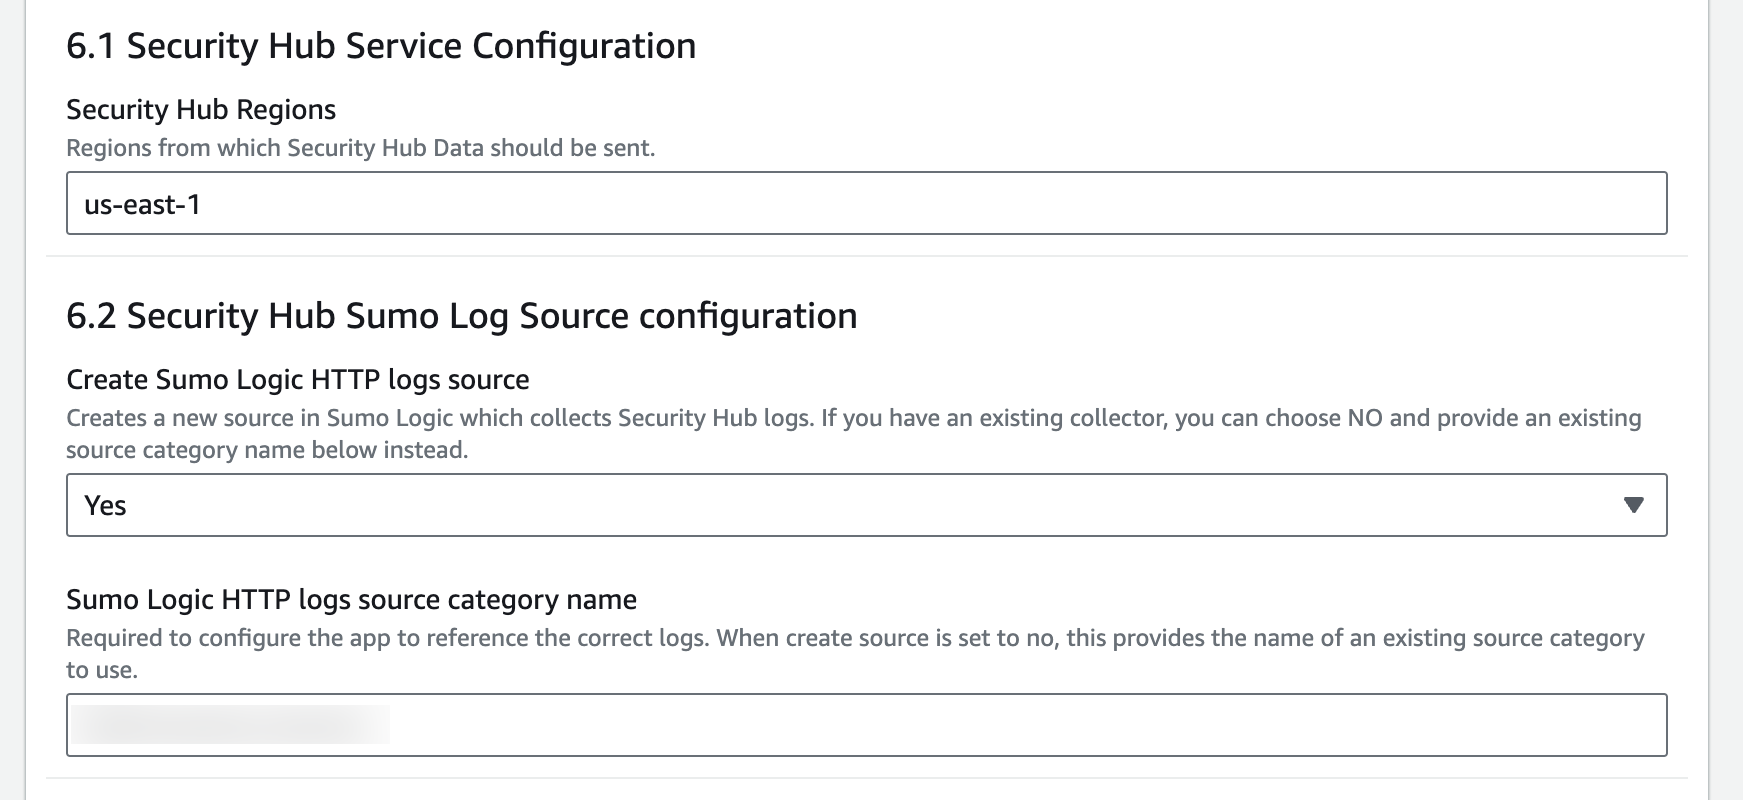 6.1 Security Hub Service Configuration
Security Hub Regions
Regions from which Security Hub Data should be sent.
us-east-1
6.2 Security Hub Sumo Log Source configuration
Create Sumo Logic HTTP logs source
Creates a new source in Sumo Logic which collects Security Hub logs. If you have an existing collector, you can choose NO and provide an existing
source category name below instead.
Yes
Sumo Logic HTTP logs source category name
Required to configure the app to reference the correct logs. When create source is set to no, this provides the name of an existing source category
to use.